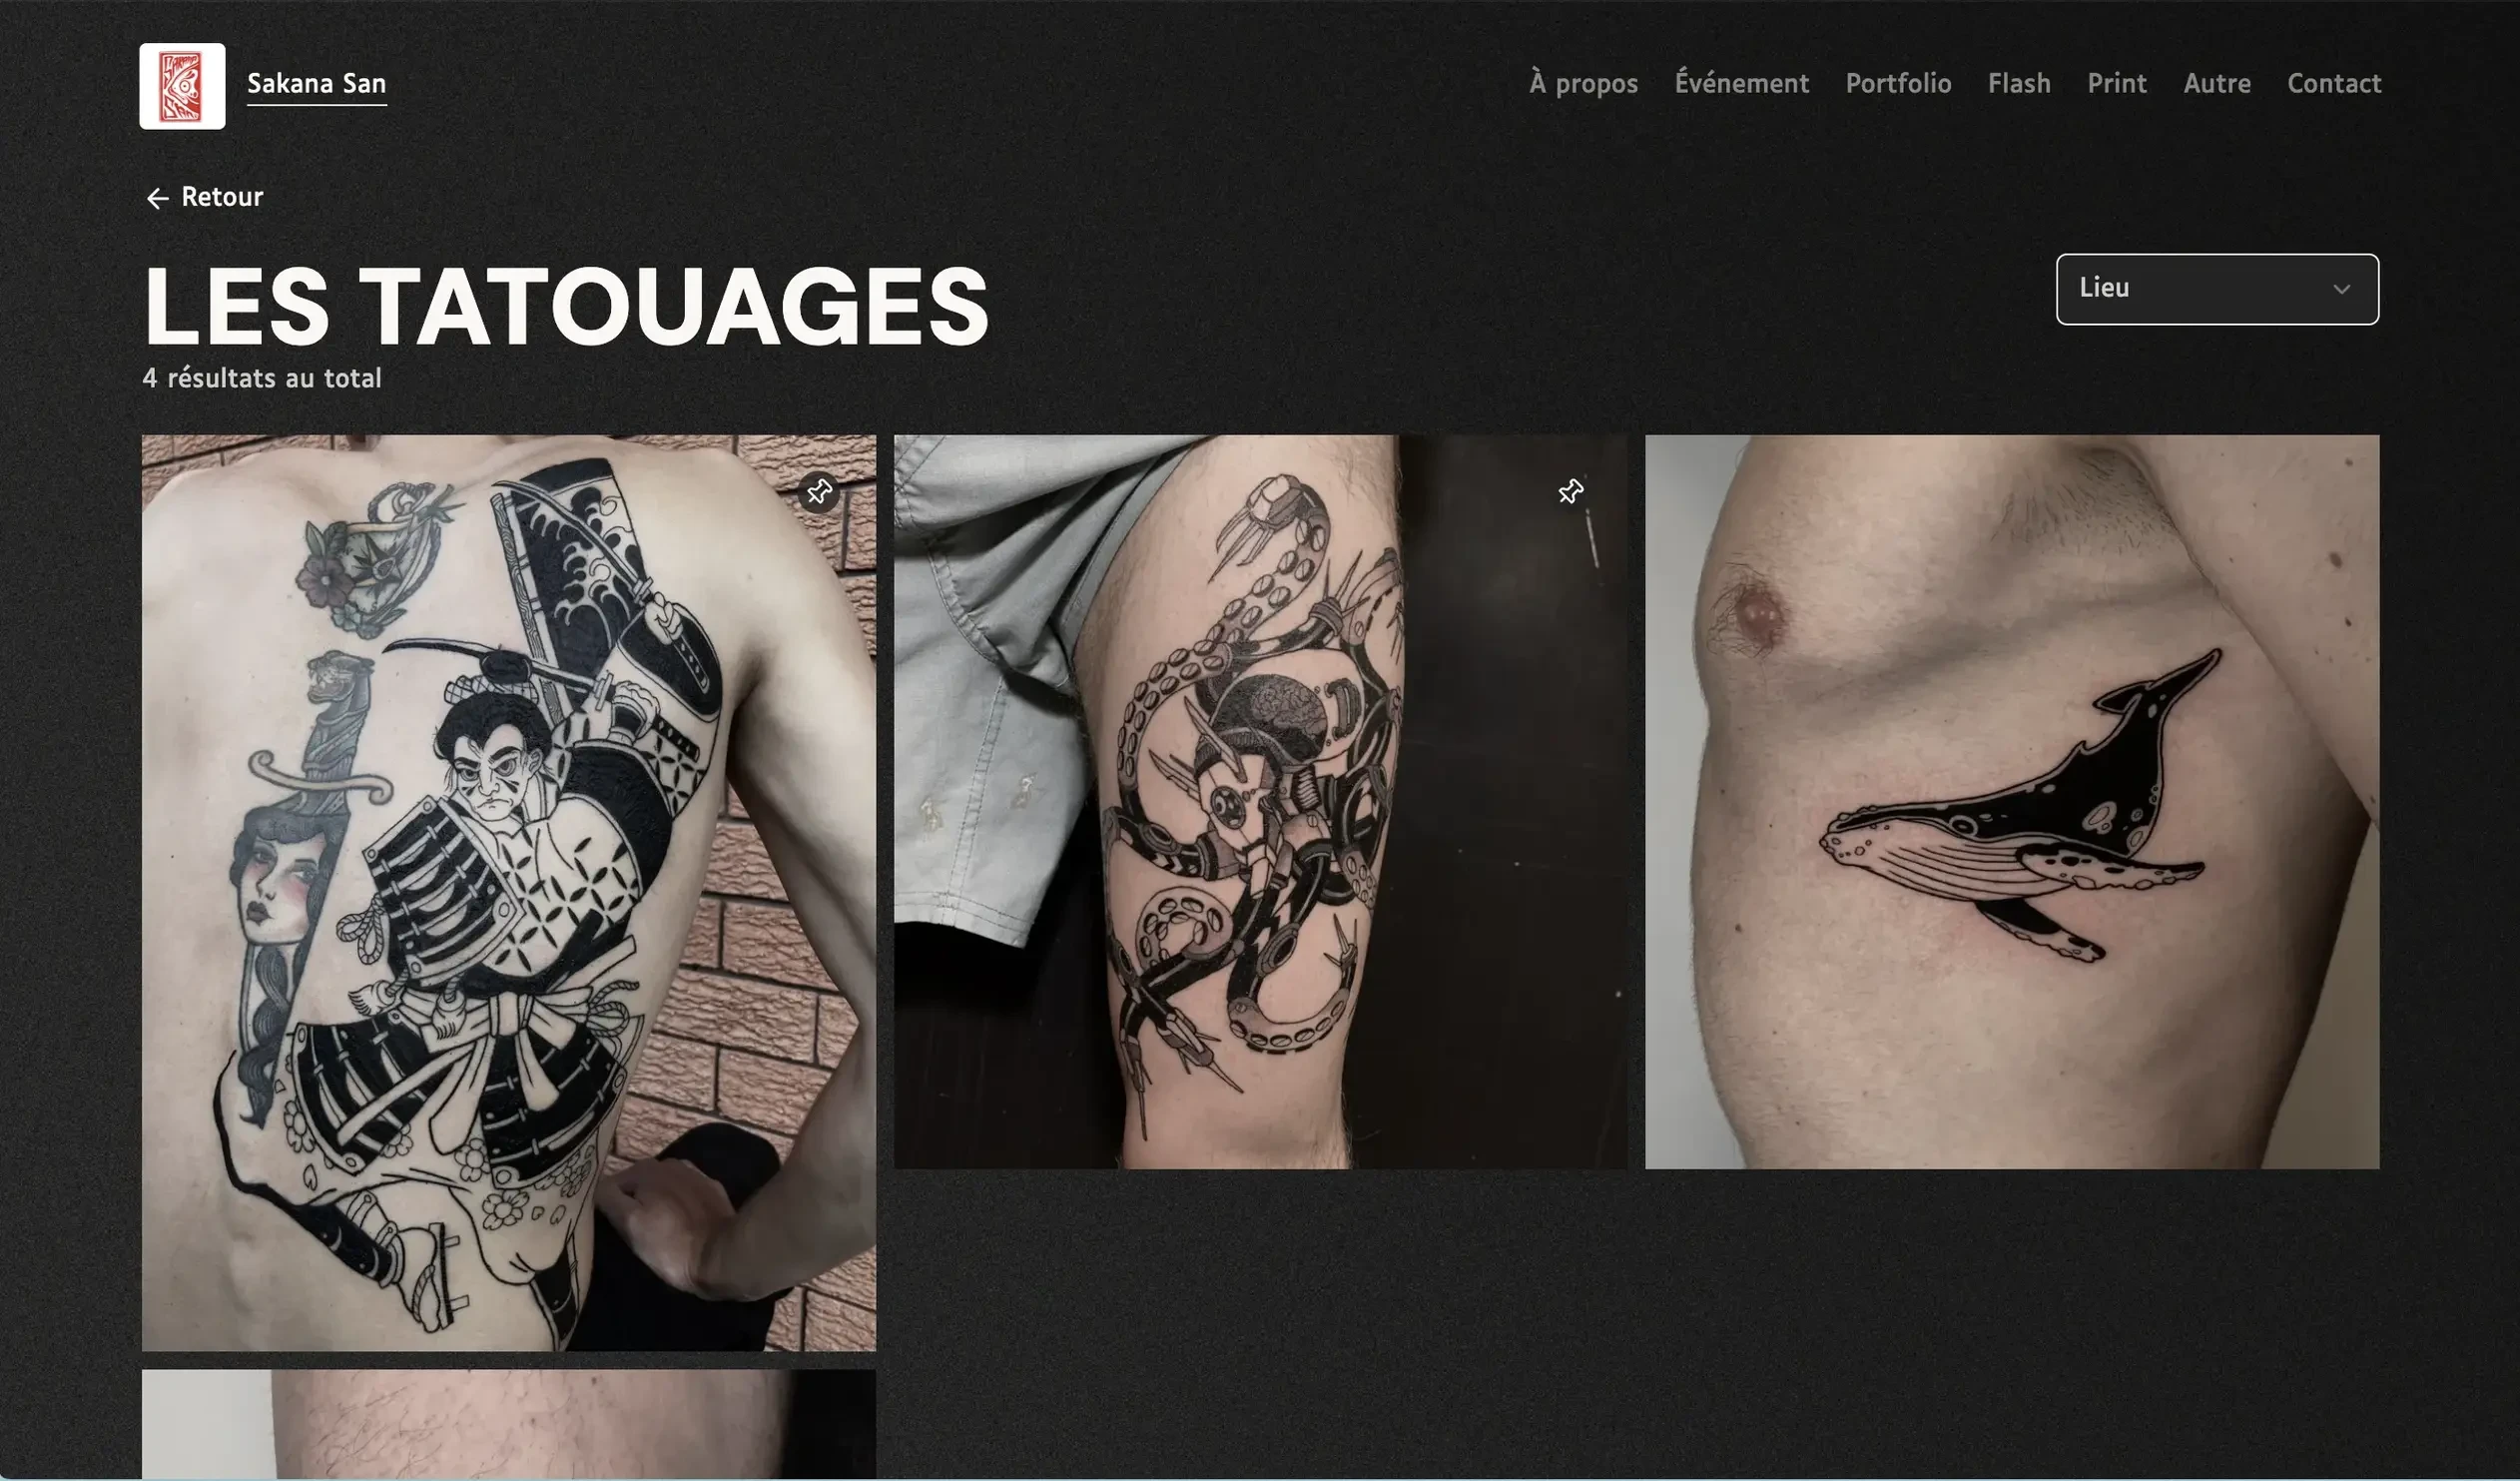 Sakana San
À propos Événement Portfolio Flash Print Autre Contact
Retour
LES TATOUAGES
Lieu
4 résultats au total